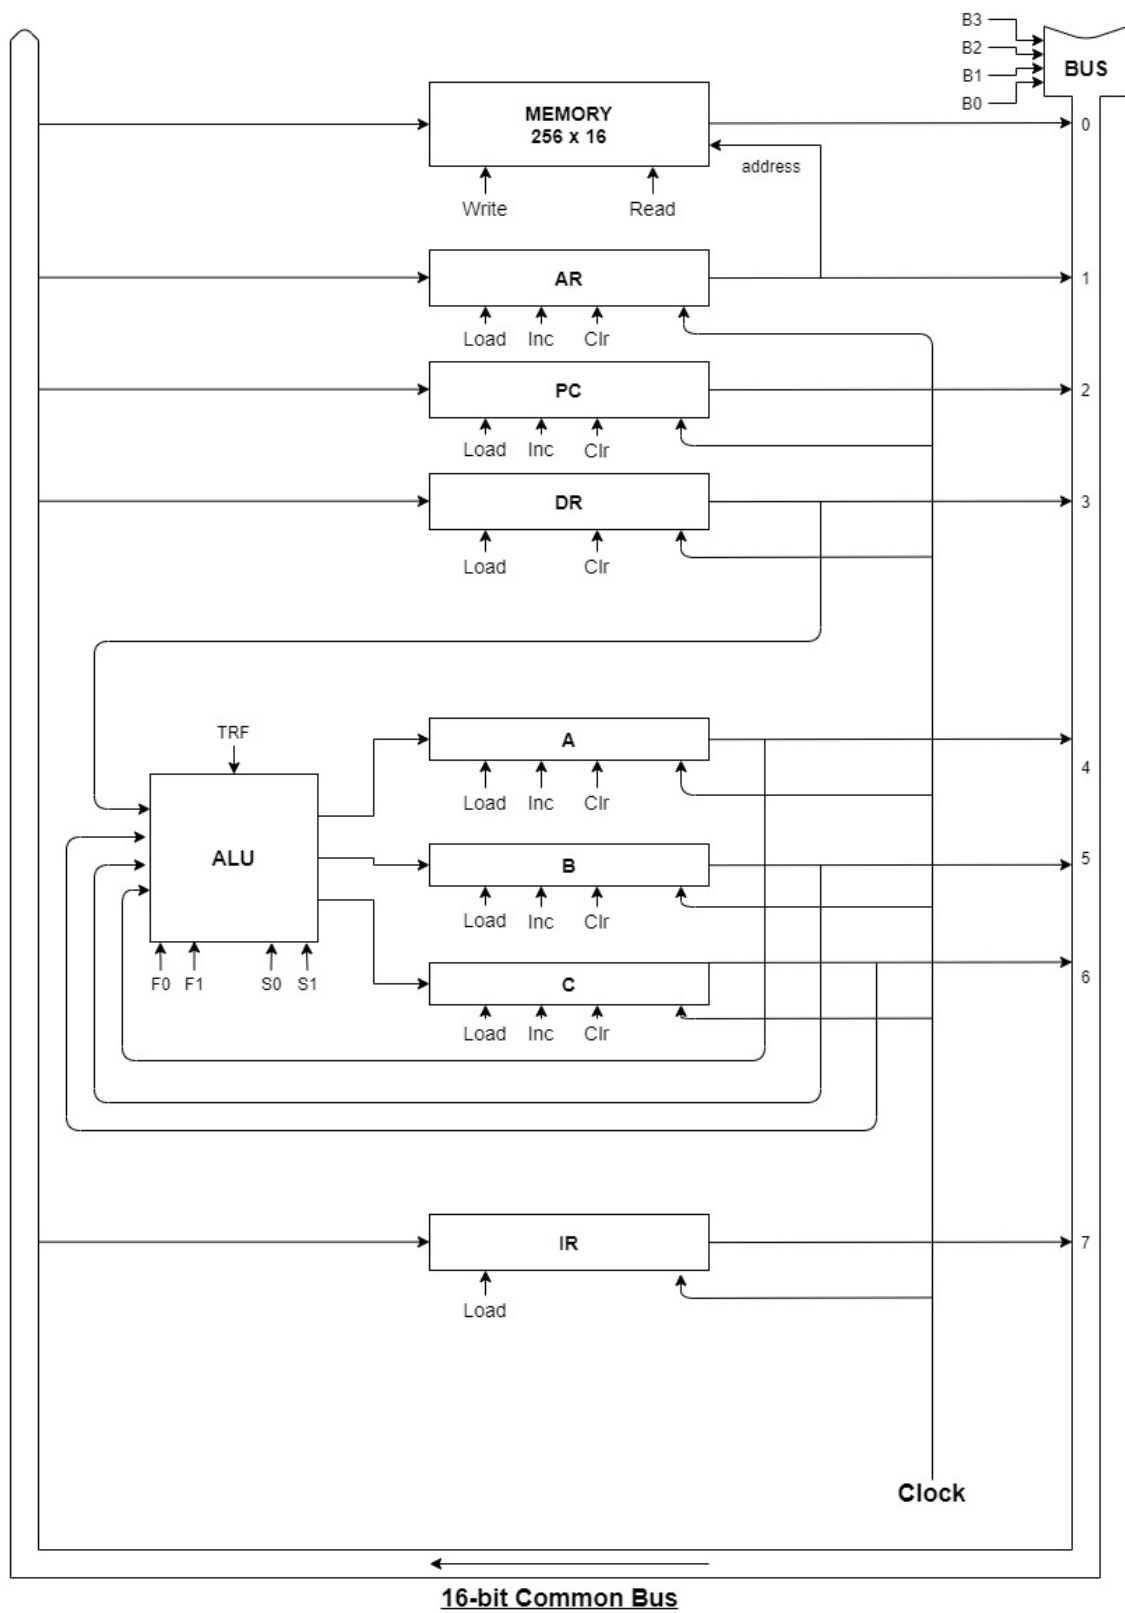 B3
B2
B1
B0
BUS
MEMORY
256 x 16
0
address
Write
Read
AR
1
Load
Inc
Clr
PC
2
Load
Inc
Clr
DR
3
Load
Clr
TRF
A
4
Load
Inc
Clr
ALU
B
5
Load
Inc
Clr
F0
F1
S0
S1
C
6
Load
Inc
Clr
IR
7
Load
Clock
16-bit Common Bus